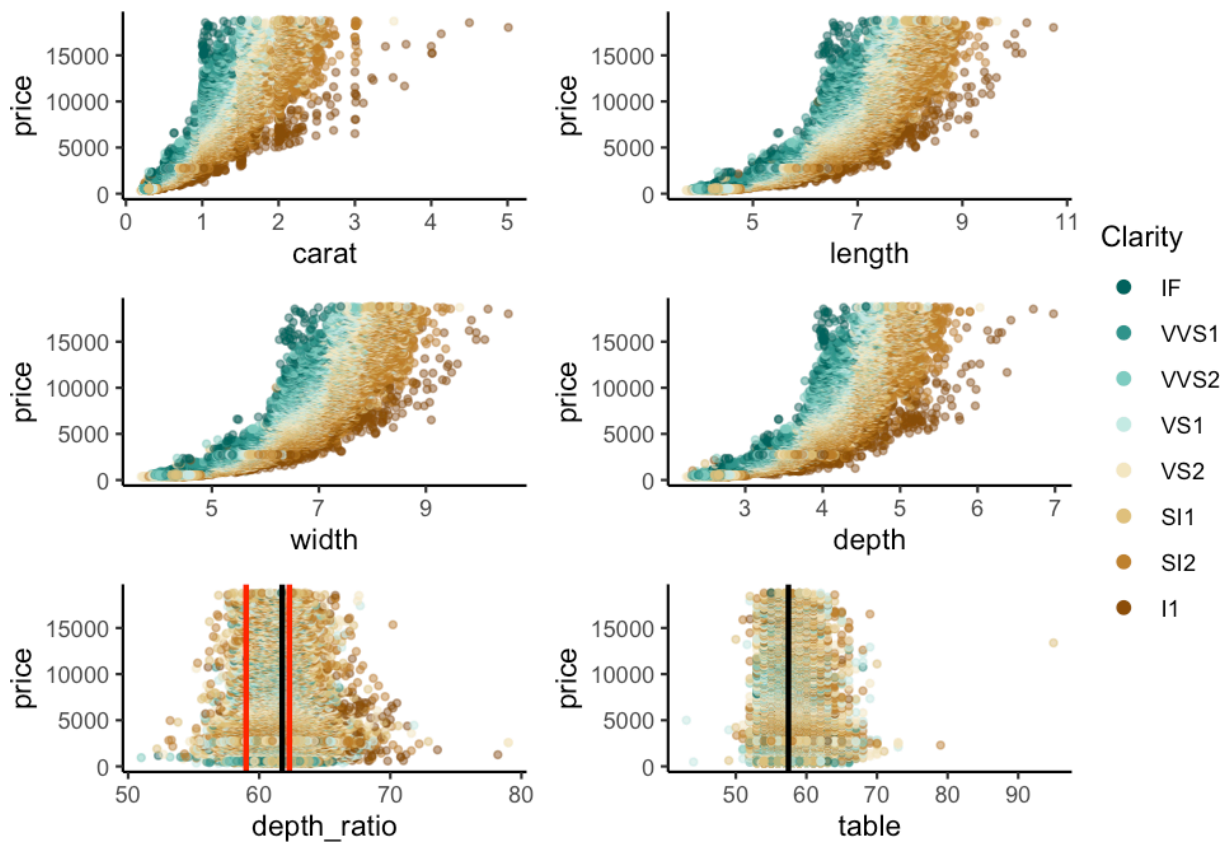 price
15000
10000
5000
0
0 1 2 3 4 5
carat
price
15000
10000
5000
0
5 7 9 11
length
price
15000
10000
5000
0
5 7 9
width
price
15000
10000
5000
0
3 4 5 6 7
depth
price
15000
10000
5000
0
50 60 70 80
depth_ratio
price
15000
10000
5000
0
50 60 70 80 90
table
Clarity
IF
VVS1
VVS2
VS1
VS2
SI1
SI2
I1